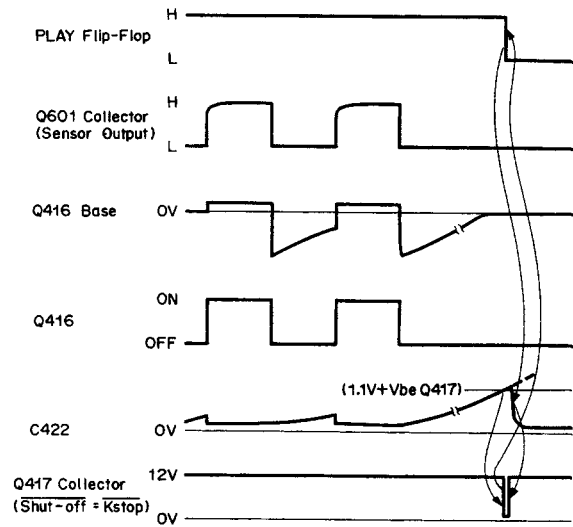 H
PLAY Flip-Flop
L
H
Q601 Collector
(Sensor Output)
L
Q416 Base
0V
ON
Q416
OFF
(1.1V+Vbe Q417)
C422
0V
12V
Q417 Collector
(Shut-off = Kstop)
0V